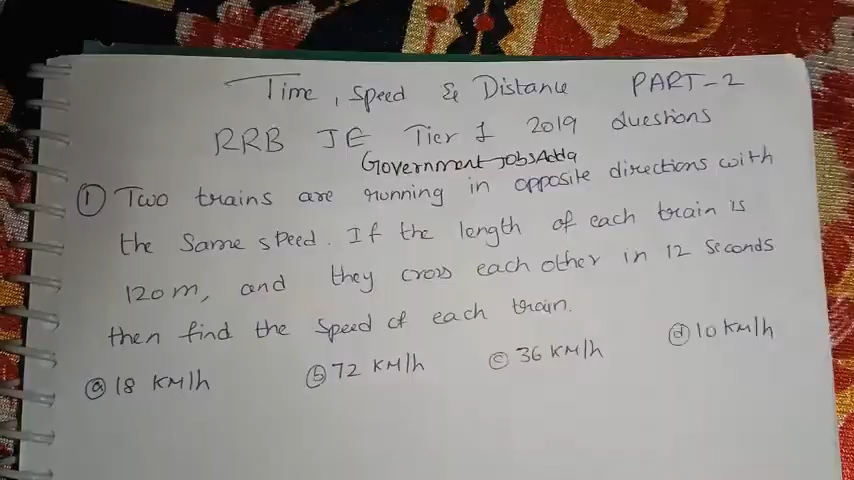 Time, Speed & Distance PART-2
RRB JE Tier 1 2019 questions
GovernmentJobsAdda
① Two trains are running in opposite directions with
the Same speed. If the length of each train is
120m, and they cross each other in 12 seconds
then find the speed of each train.
ⓐ 18 KM/h ⓑ 72 KM/h ⓒ 36 KM/h ⓓ 10 KM/h